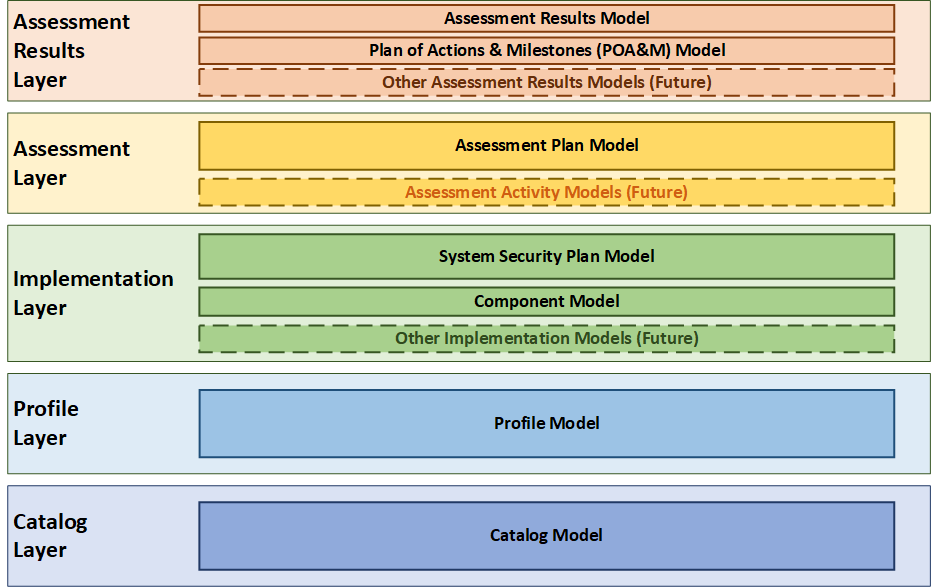 Assessment
Results
Layer
Assessment Results Model
Plan of Actions & Milestones (POA&M) Model
Other Assessment Results Models (Future)
Assessment
Layer
Assessment Plan Model
Assessment Activity Models (Future)
Implementation
Layer
System Security Plan Model
Component Model
Other Implementation Models (Future)
Profile
Layer
Profile Model
Catalog
Layer
Catalog Model